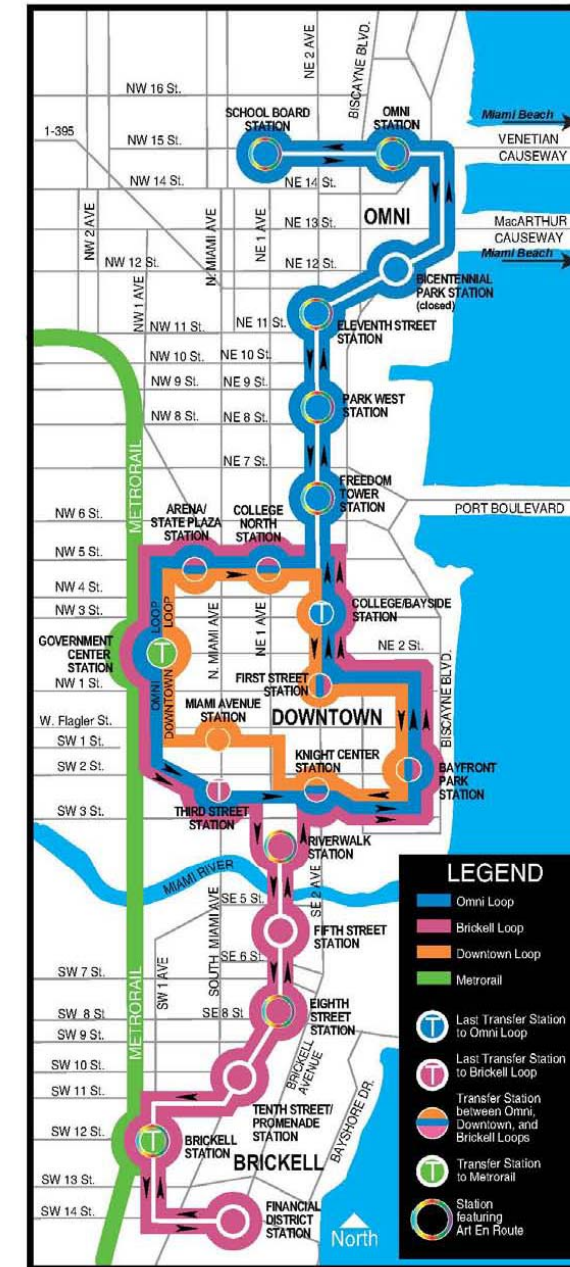 NE 2 AVE
BISCAYNE BLVD.
NW 16 St.
SCHOOL BOARD
STATION
OMNI
STATION
Miami Beach
1-395
NW 15 St.
VENETIAN
CAUSEWAY
NW 14 St.
NE 14 St.
NW 2 AVE
N. MIAMI AVE
NE 1 AVE
NE 13 St.
OMNI
MacARTHUR
CAUSEWAY
Miami Beach
NW 12 St.
NW 1 AVE
NE 12 St.
BICENTENNIAL
PARK STATION
(closed)
NW 11 St.
NE 11 St.
ELEVENTH STREET
STATION
NW 10 St.
NE 10 St.
NW 9 St.
NE 9 St.
NW 8 St.
NE 8 St.
PARK WEST
STATION
METRORAIL
NE 7 St.
FREEDOM
TOWER
STATION
ARENA/
STATE PLAZA
STATION
COLLEGE
NORTH
STATION
PORT BOULEVARD
NW 6 St.
NW 5 St.
NW 4 St.
NW 3 St.
COLLEGE/BAYSIDE
STATION
GOVERNMENT
CENTER
STATION
T
OMNI LOOP
DOWNTOWN LOOP
N. MIAMI AVE
NE 1 AVE
NE 2 St.
BISCAYNE BLVD.
NW 1 St.
FIRST STREET
STATION
MIAMI AVENUE
STATION
DOWNTOWN
W. Flagler St.
SW 1 St.
SW 2 St.
KNIGHT CENTER
STATION
BAYFRONT
PARK
STATION
T
T
SW 3 St.
THIRD STREET
STATION
RIVERWALK
STATION
MIAMI RIVER
SE 2 AVE
SE 5 St.
FIFTH STREET
STATION
SOUTH MIAMI AVE
SW 1 AVE
SE 6 St.
SW 7 St.
SW 8 St.
SE 8 St.
EIGHTH
STREET
STATION
METRORAIL
SW 9 St.
SW 10 St.
BRICKELL
AVENUE
SW 11 St.
TENTH STREET/
PROMENADE
STATION
BAYSHORE DR.
SW 12 St.
T
BRICKELL
STATION
BRICKELL
SW 13 St.
SW 14 St.
FINANCIAL
DISTRICT
STATION
North
LEGEND
Omni Loop
Brickell Loop
Downtown Loop
Metrorail
T
Last Transfer Station
to Omni Loop
T
Last Transfer Station
to Brickell Loop
Transfer Station
between Omni,
Downtown, and
Brickell Loops
T
Transfer Station
to Metrorail
Station
featuring
Art En Route